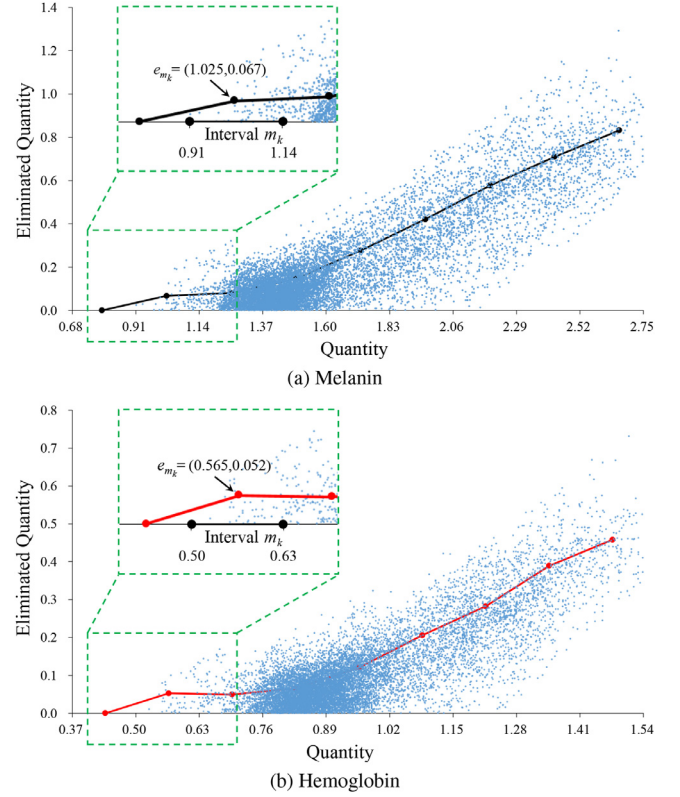 1.4
1.2
1.0
0.8
0.6
0.4
0.2
0.0
Eliminated Quantity
e_{m_k}= (1.025,0.067)
Interval m_k
0.91 1.14
0.68 0.91 1.14 1.37 1.60 1.83 2.06 2.29 2.52 2.75
Quantity
(a) Melanin
0.8
0.7
0.6
0.5
0.4
0.3
0.2
0.1
0.0
Eliminated Quantity
e_{m_k}= (0.565,0.052)
Interval m_k
0.50 0.63
0.37 0.50 0.63 0.76 0.89 1.02 1.15 1.28 1.41 1.54
Quantity
(b) Hemoglobin